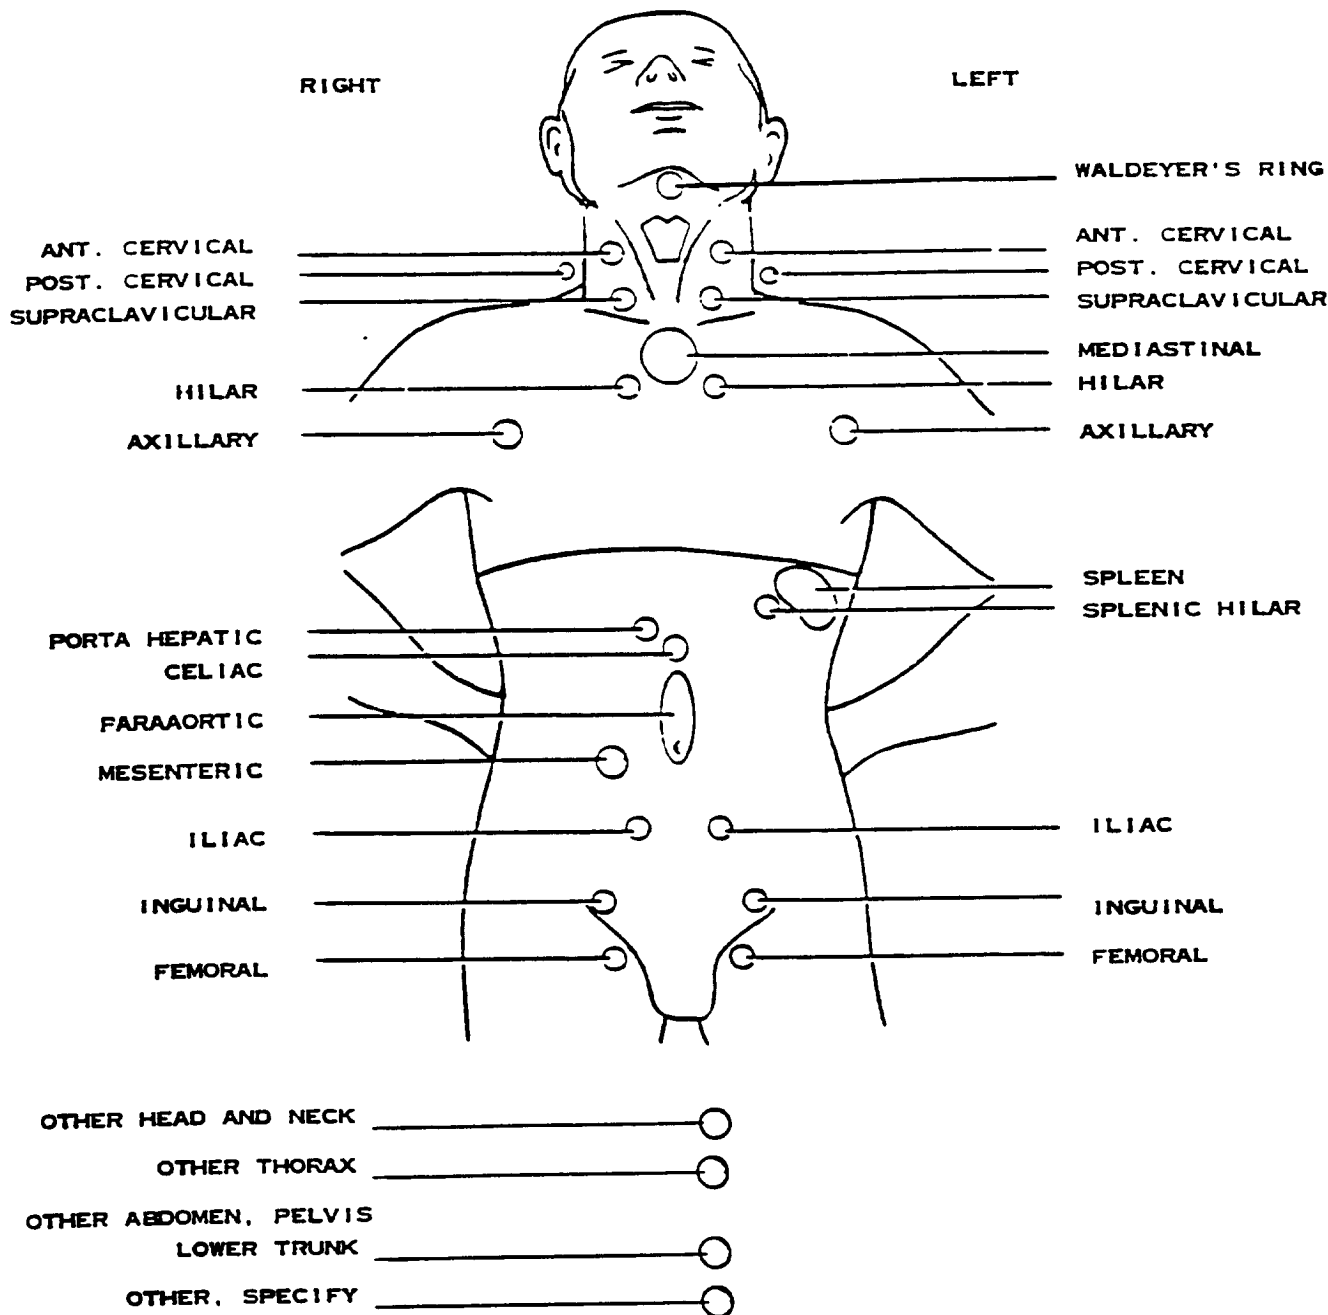 RIGHT
LEFT
WALDEYER'S RING
ANT. CERVICAL
ANT. CERVICAL
POST. CERVICAL
POST. CERVICAL
SUPRACLAVICULAR
SUPRACLAVICULAR
MEDIASTINAL
HILAR
HILAR
AXILLARY
AXILLARY
SPLEEN
SPLENIC HILAR
PORTA HEPATIC
CELIAC
FARAAORTIC
MESENTERIC
ILIAC
ILIAC
INGUINAL
INGUINAL
FEMORAL
FEMORAL
OTHER HEAD AND NECK
OTHER THORAX
OTHER ABDOMEN, PELVIS
LOWER TRUNK
OTHER, SPECIFY